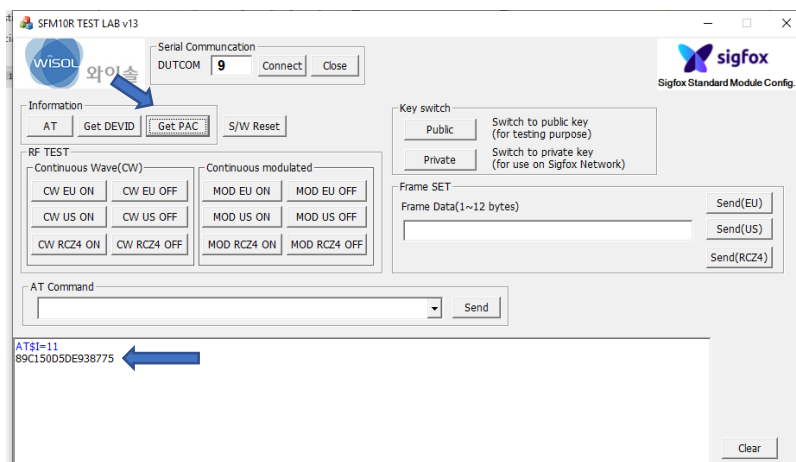 SFM10R TEST LAB v13
WiSOL 와이솔
Serial Communcation
DUTCOM 9 Connect Close
sigfox
Sigfox Standard Module Config.
Information
AT Get DEVID Get PAC S/W Reset
Key switch
Public Switch to public key
(for testing purpose)
Private Switch to private key
(for use on Sigfox Network)
RF TEST
Continuous Wave(CW) Continuous modulated
CW EU ON CW EU OFF MOD EU ON MOD EU OFF
CW US ON CW US OFF MOD US ON MOD US OFF
CW RCZ4 ON CW RCZ4 OFF MOD RCZ4 ON MOD RCZ4 OFF
Frame SET
Frame Data(1~12 bytes)
Send(EU)
Send(US)
Send(RCZ4)
AT Command
Send
AT$I=11
89C150D5DE938775
Clear